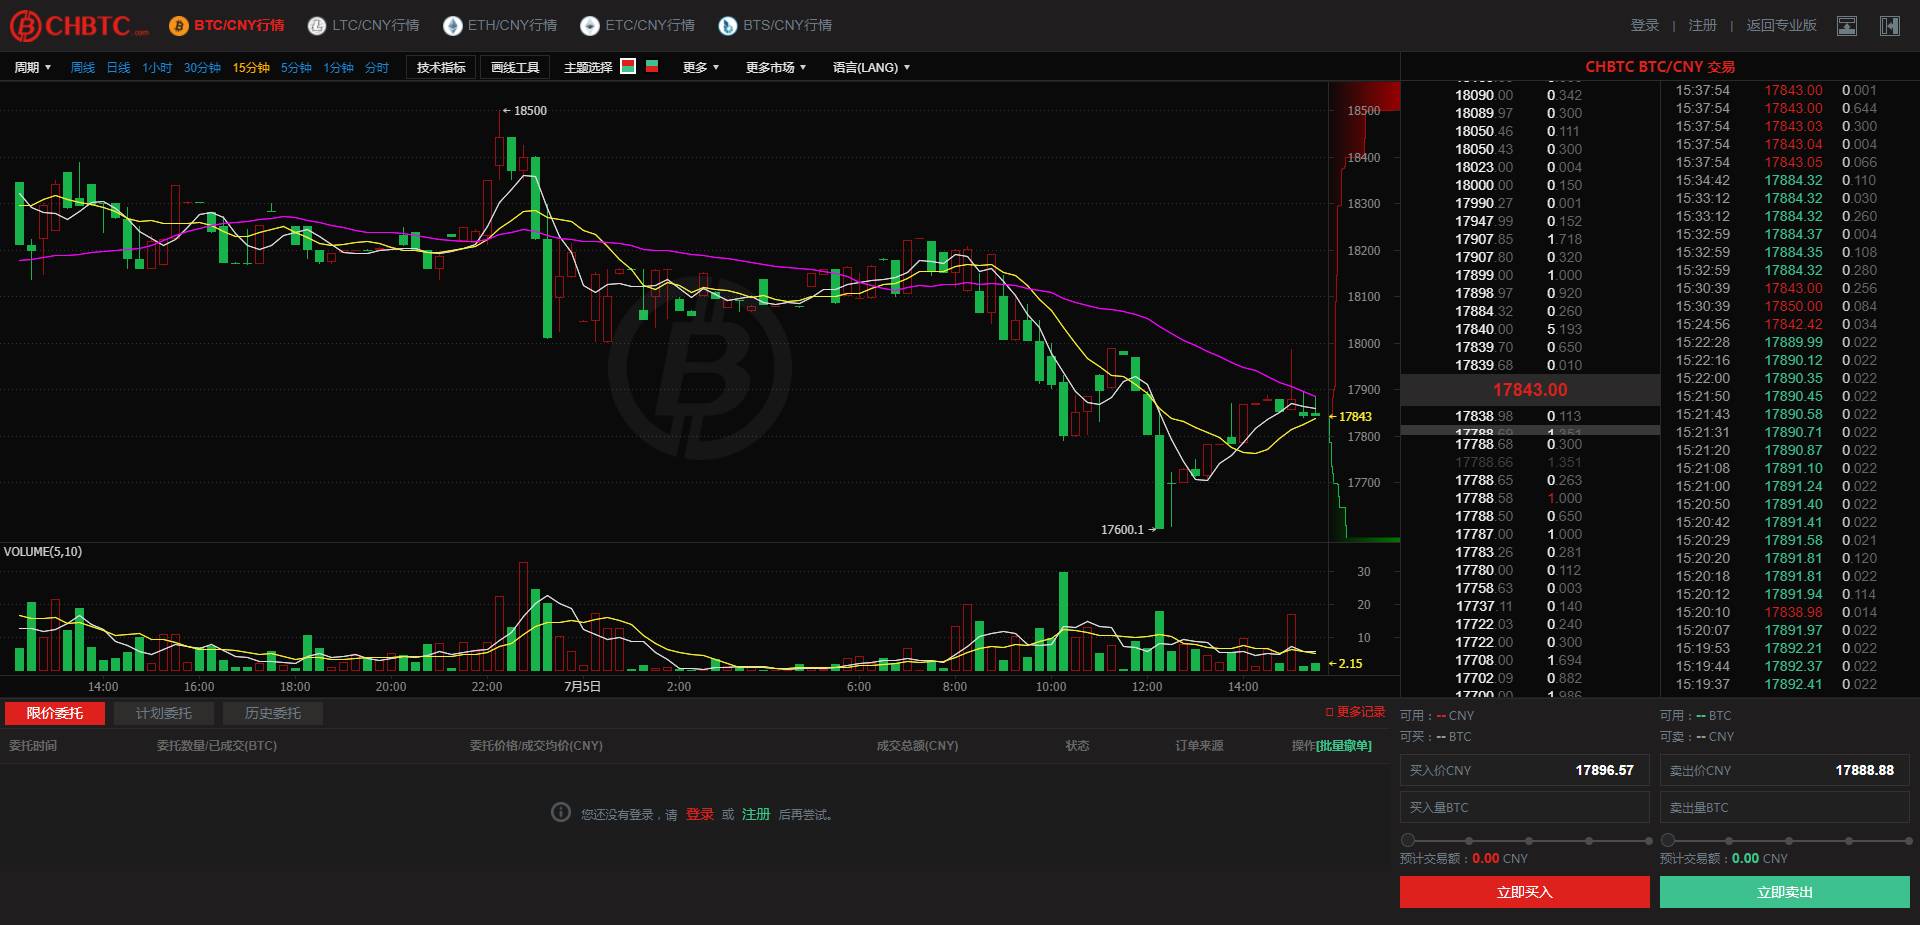 CHBTC.com BTC/CNY行情 LTC/CNY行情 ETH/CNY行情 ETC/CNY行情 BTS/CNY行情 登录 | 注册 | 返回专业版
周期 周线 日线 1小时 30分钟 15分钟 5分钟 1分钟 分时 技术指标 画线工具 主题选择 更多 更多市场 语言(LANG)
18500
17600.1
18500
18400
18300
18200
18100
18000
17900
17843
17800
17700
VOLUME(5,10)
30
20
10
2.15
14:00 16:00 18:00 20:00 22:00 7月5日 2:00 6:00 8:00 10:00 12:00 14:00
CHBTC BTC/CNY 交易
18090.00 0.342
18089.97 0.300
18050.46 0.111
18050.43 0.300
18023.00 0.004
18000.00 0.150
17990.27 0.001
17947.99 0.152
17907.85 1.718
17907.80 0.320
17899.00 1.000
17898.97 0.920
17884.32 0.260
17840.00 5.193
17839.70 0.650
17839.68 0.010
17843.00
17838.98 0.113
17788.69 1.351
17788.68 0.300
17788.66 1.351
17788.65 0.263
17788.58 1.000
17788.50 0.650
17787.00 1.000
17783.26 0.281
17780.00 0.112
17758.63 0.003
17737.11 0.140
17722.03 0.240
17722.00 0.300
17708.00 1.694
17702.09 0.882
17700.00 1.986
15:37:54 17843.00 0.001
15:37:54 17843.00 0.644
15:37:54 17843.03 0.300
15:37:54 17843.04 0.004
15:37:54 17843.05 0.066
15:34:42 17884.32 0.110
15:33:12 17884.32 0.030
15:33:12 17884.32 0.260
15:32:59 17884.37 0.004
15:32:59 17884.35 0.108
15:32:59 17884.32 0.280
15:30:39 17843.00 0.256
15:30:39 17850.00 0.084
15:24:56 17842.42 0.034
15:22:28 17889.99 0.022
15:22:16 17890.12 0.022
15:22:00 17890.35 0.022
15:21:50 17890.45 0.022
15:21:43 17890.58 0.022
15:21:31 17890.71 0.022
15:21:20 17890.87 0.022
15:21:08 17891.10 0.022
15:21:00 17891.24 0.022
15:20:50 17891.40 0.022
15:20:42 17891.41 0.022
15:20:29 17891.58 0.021
15:20:20 17891.81 0.120
15:20:18 17891.81 0.022
15:20:12 17891.94 0.114
15:20:10 17838.98 0.014
15:20:07 17891.97 0.022
15:19:53 17892.21 0.022
15:19:44 17892.37 0.022
15:19:37 17892.41 0.022
限价委托 计划委托 历史委托 更多记录
委托时间 委托数量/已成交(BTC) 委托价格/成交均价(CNY) 成交总额(CNY) 状态 订单来源 操作[批量撤单]
您还没有登录，请 登录 或 注册 后再尝试。
可用：-- CNY
可买：-- BTC
买入价CNY 17896.57
买入量BTC
预计交易额：0.00 CNY
立即买入
可用：-- BTC
可卖：-- CNY
卖出价CNY 17888.88
卖出量BTC
预计交易额：0.00 CNY
立即卖出